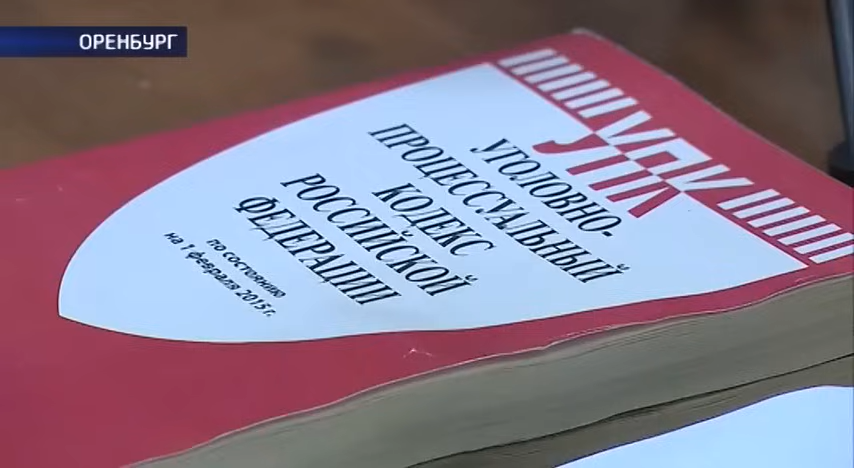 ОРЕНБУРГ
УПК
УГОЛОВНО-
ПРОЦЕССУАЛЬНЫЙ
КОДЕКС
РОССИЙСКОЙ
ФЕДЕРАЦИИ
по состоянию
на 1 февраля 2015 г.